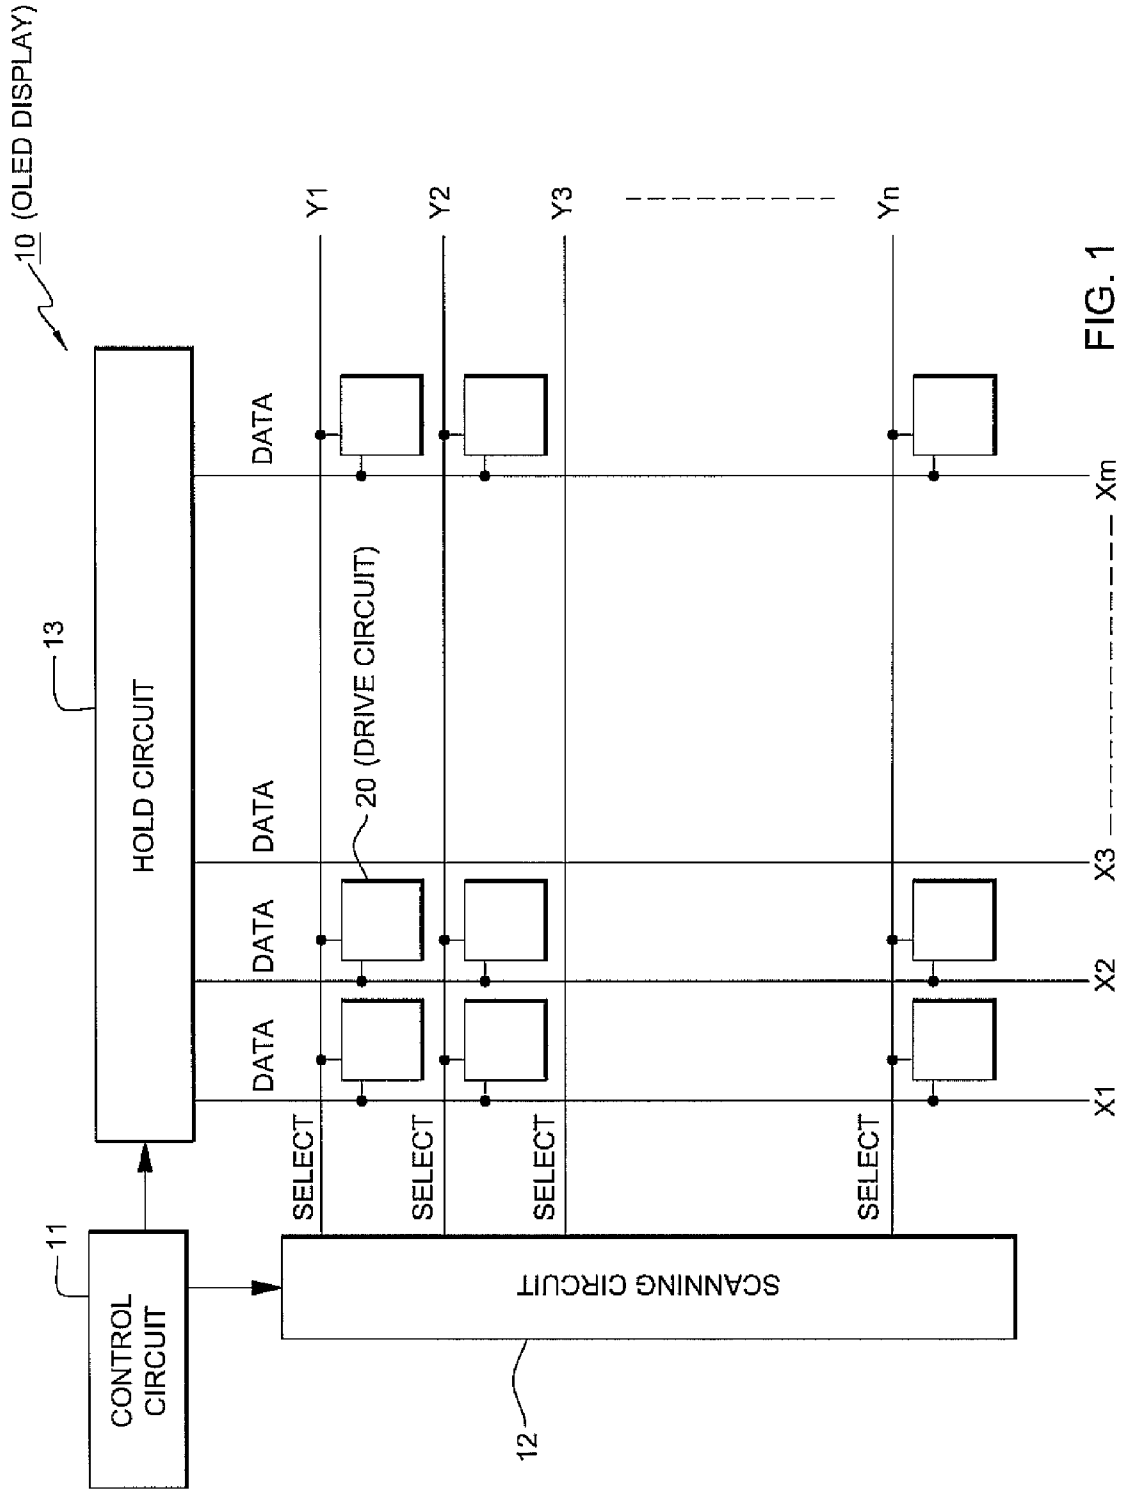 10 (OLED DISPLAY)
11
CONTROL
CIRCUIT
13
HOLD CIRCUIT
DATA
DATA
DATA
DATA
SELECT
Y1
20 (DRIVE CIRCUIT)
SELECT
Y2
SELECT
Y3
SELECT
Yn
12
SCANNING CIRCUIT
X1
X2
X3
Xm
FIG. 1